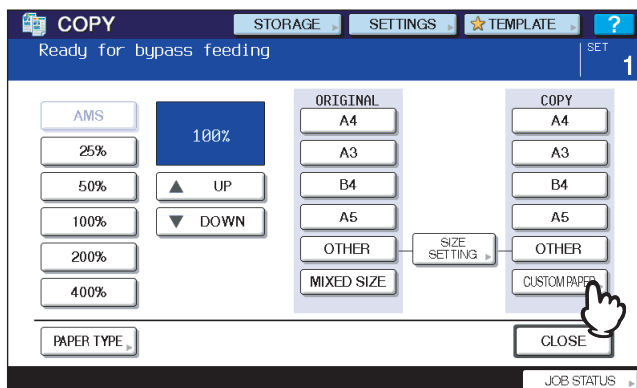 COPY
STORAGE
SETTINGS
TEMPLATE
?
Ready for bypass feeding
SET
1
AMS
25%
50%
100%
200%
400%
100%
UP
DOWN
ORIGINAL
A4
A3
B4
A5
OTHER
MIXED SIZE
SIZE
SETTING
COPY
A4
A3
B4
A5
OTHER
CUSTOM PAPER
PAPER TYPE
CLOSE
JOB STATUS